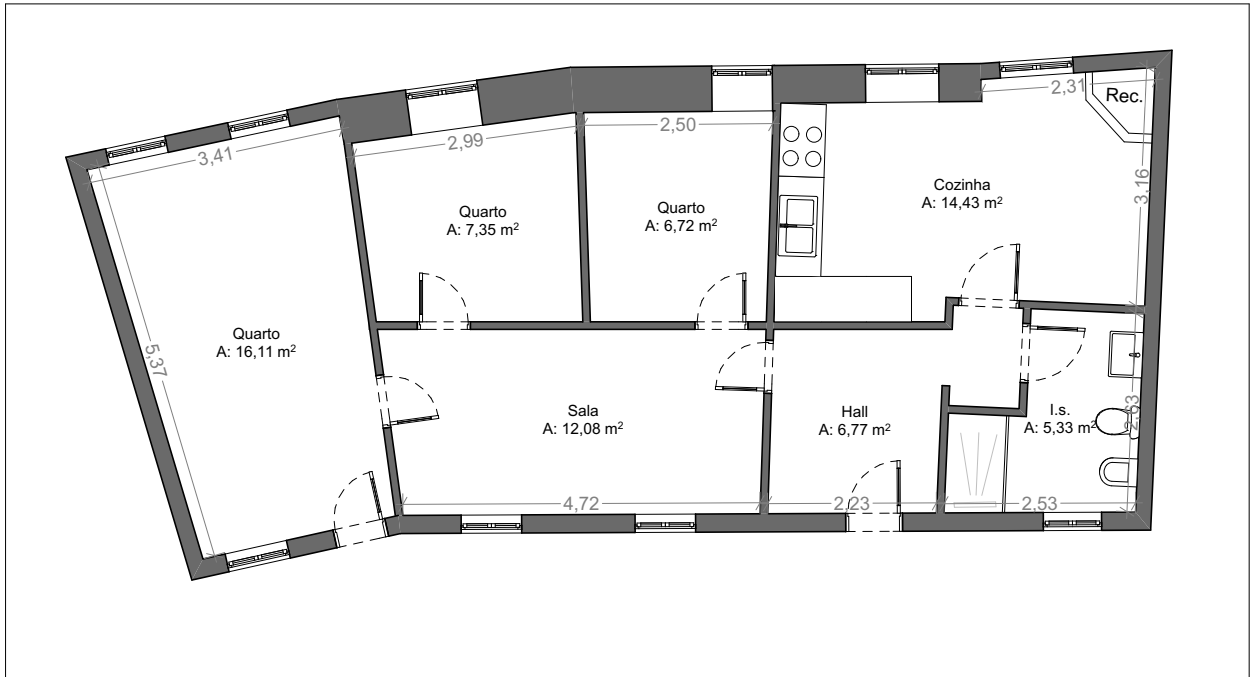 2,31
Rec.
3,41
2,99
2,50
3,16
Cozinha
A: 14,43 m²
Quarto
A: 7,35 m²
Quarto
A: 6,72 m²
Quarto
A: 16,11 m²
5,37
Sala
A: 12,08 m²
Hall
A: 6,77 m²
I.s.
A: 5,33 m²
2,63
4,72
2,23
2,53